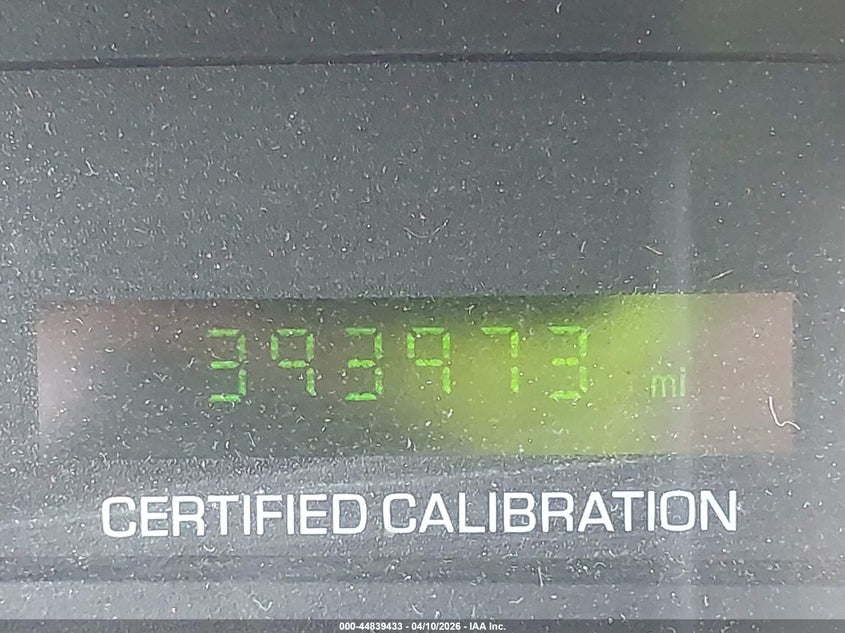 393973 mi
CERTIFIED CALIBRATION
000-44839433 - 04/10/2026 - IAA Inc.